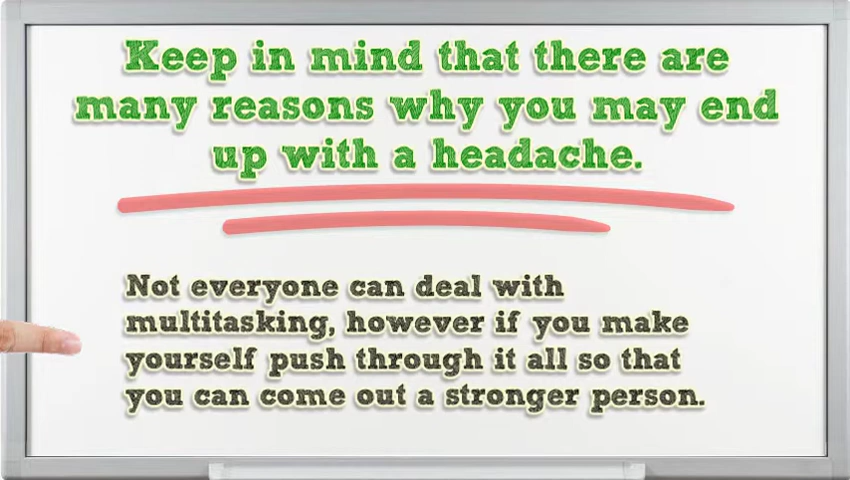 Keep in mind that there are
many reasons why you may end
up with a headache.
Not everyone can deal with
multitasking, however if you make
yourself push through it all so that
you can come out a stronger person.